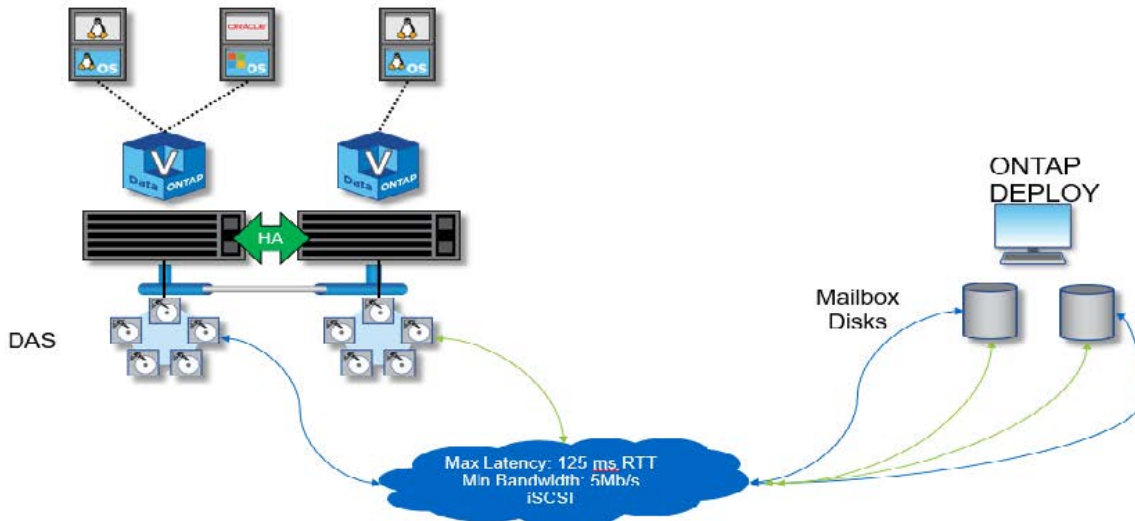 ORACLE
OS
OS
OS
V
Data ONTAP
V
Data ONTAP
HA
DAS
ONTAP
DEPLOY
Mailbox
Disks
Max Latency: 125 ms RTT
Min Bandwidth: 5Mb/s
iSCSI